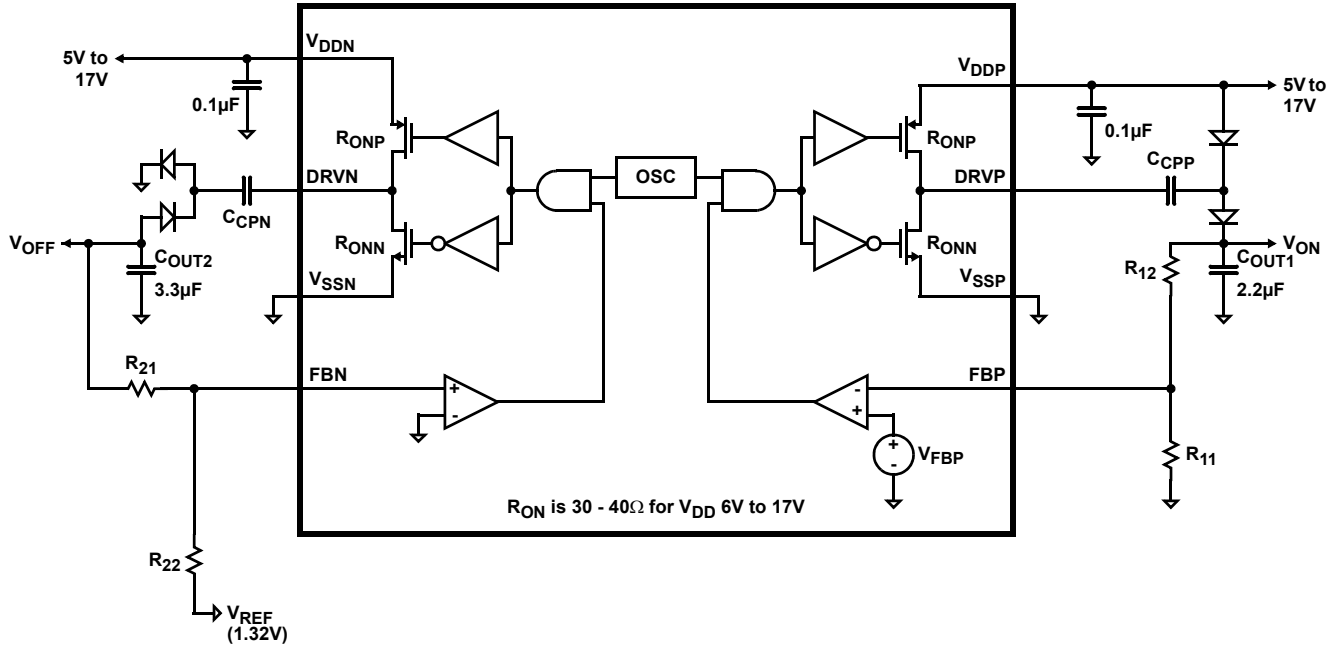 VDDN
5V to
17V
0.1µF
RONP
DRVN
CCPN
RONN
VOFF
COUT2
3.3µF
VSSN
R21
FBN
+
-
R22
VREF
(1.32V)
OSC
VDDP
5V to
17V
0.1µF
RONP
CCPP
DRVP
RONN
VON
COUT1
2.2µF
R12
VSSP
FBP
-
+
+
-
VFBP
R11
RON is 30 - 40Ω for VDD 6V to 17V